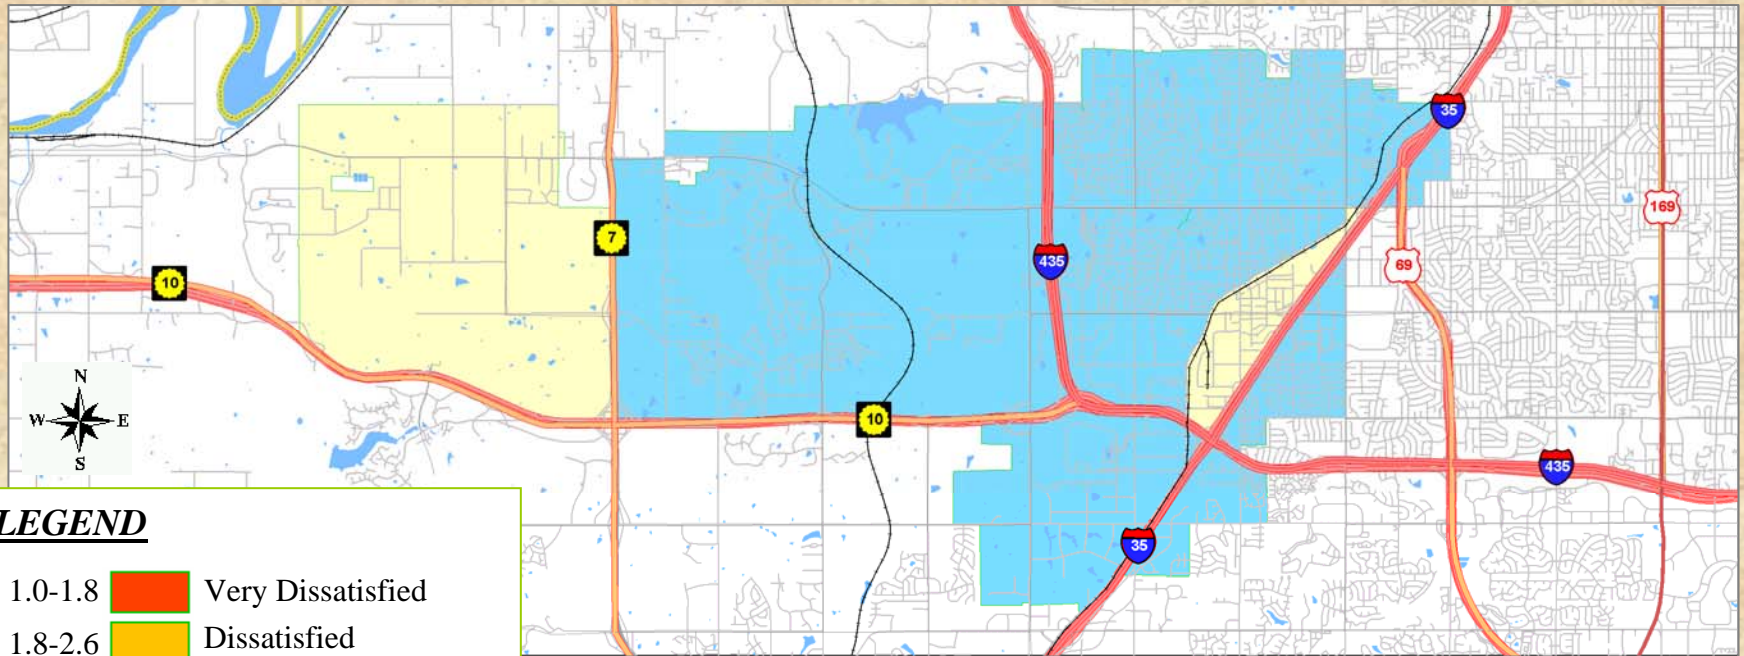 35
169
7
435
69
10
10
N
W E
S
435
35
LEGEND
1.0-1.8 Very Dissatisfied
1.8-2.6 Dissatisfied